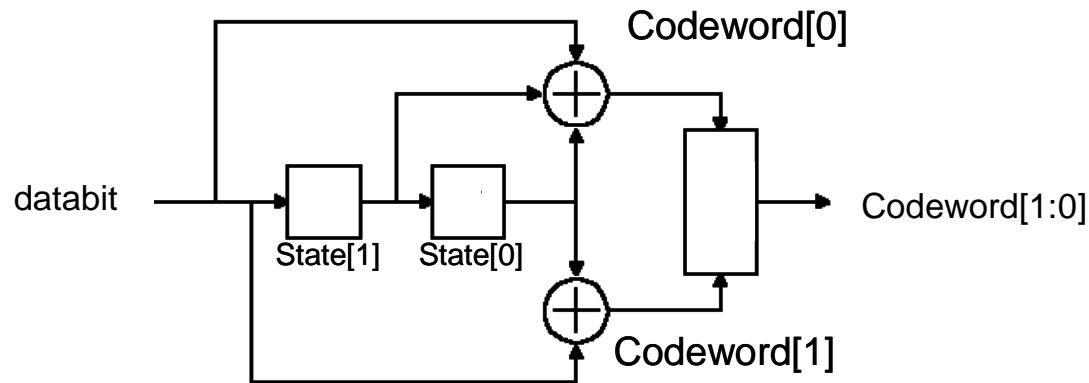 Codeword[0]
databit
State[1]
State[0]
Codeword[1:0]
Codeword[1]